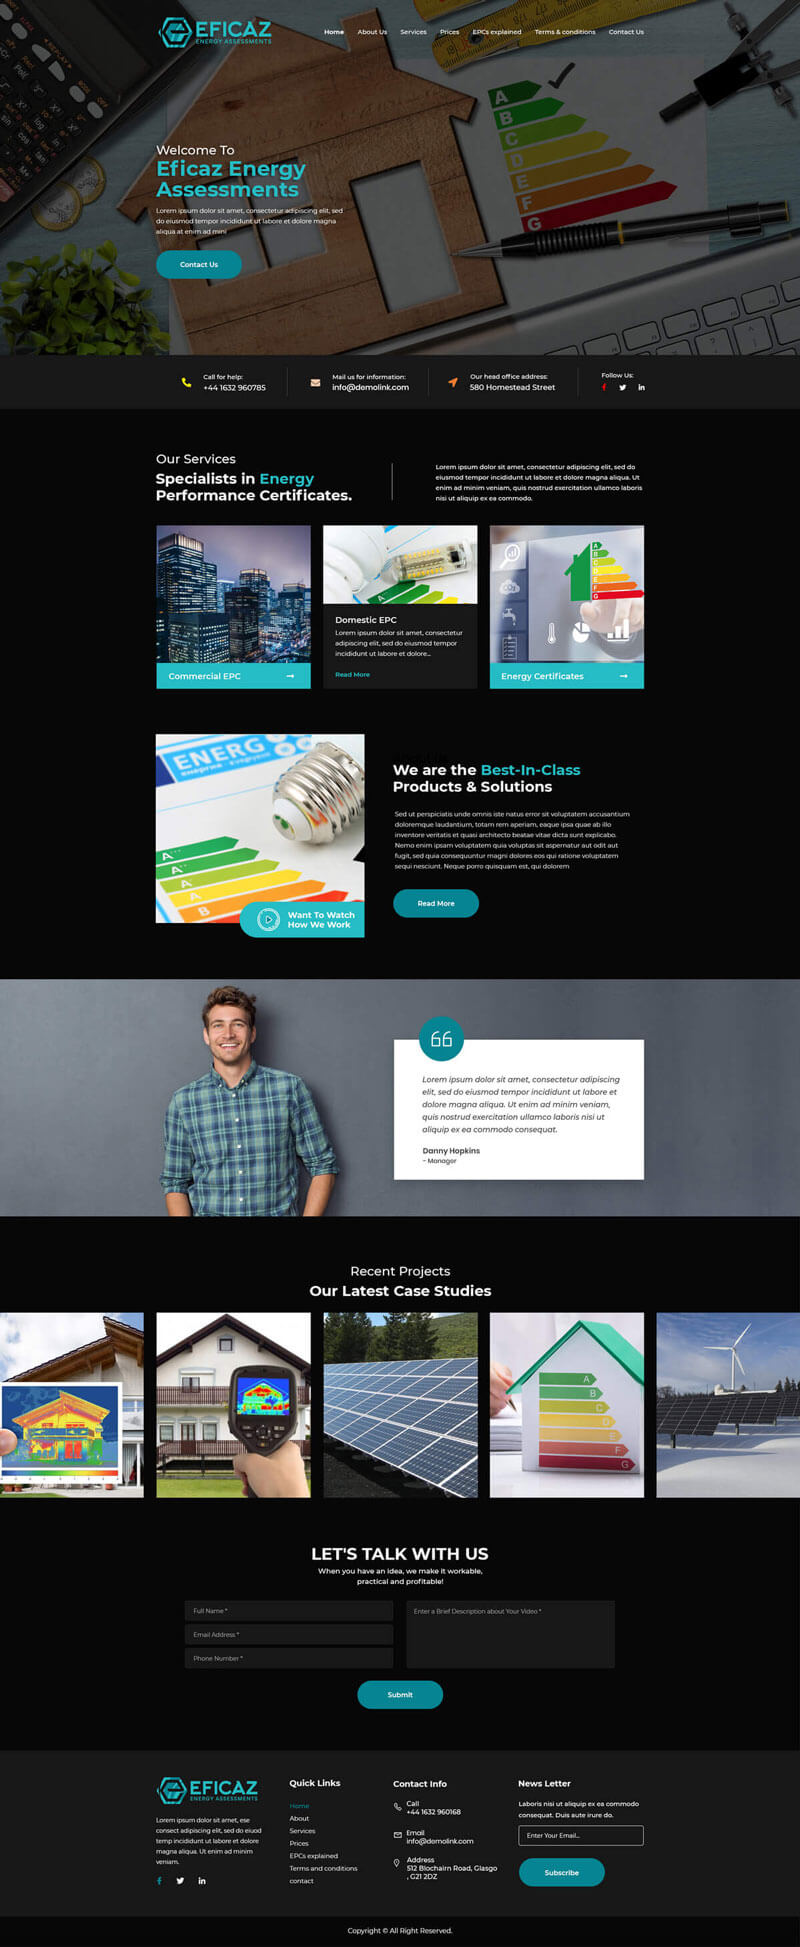 EFICAZ
ENERGY ASSESSMENTS
Home About Us Services Prices EPCs explained Terms & conditions Contact Us
A
B
C
D
E
F
G
Welcome To
Eficaz Energy
Assessments
Lorem ipsum dolor sit amet, consectetur adipiscing elit, sed
do eiusmod tempor incididunt ut labore et dolore magna
aliqua at enim ad mini
Contact Us
Call for help:
+44 1632 960785
Mail us for information:
info@demolink.com
Our head office address:
580 Homestead Street
Follow Us:
Our Services
Specialists in Energy
Performance Certificates.
Lorem ipsum dolor sit amet, consectetur adipiscing elit, sed do
eiusmod tempor incididunt ut labore et dolore magna aliqua. Ut
enim ad minim veniam, quis nostrud exercitation ullamco laboris
nisi ut aliquip ex ea commodo.
Commercial EPC
Domestic EPC
Lorem ipsum dolor sit amet, consectetur
adipiscing elit, sed do eiusmod tempor
incididunt ut labore et dolore...
Read More
A
B
C
D
E
F
G
Energy Certificates
ENERG
A
B
Want To Watch
How We Work
We are the Best-In-Class
Products & Solutions
Sed ut perspiciatis unde omnis iste natus error sit voluptatem accusantium
doloremque laudantium, totam rem aperiam, eaque ipsa quae ab illo
inventore veritatis et quasi architecto beatae vitae dicta sunt explicabo.
Nemo enim ipsam voluptatem quia voluptas sit aspernatur aut odit aut
fugit, sed quia consequuntur magni dolores eos qui ratione voluptatem
sequi nesciunt. Neque porro quisquam est, qui dolorem
Read More
Lorem ipsum dolor sit amet, consectetur adipiscing
elit, sed do eiusmod tempor incididunt ut labore et
dolore magna aliqua. Ut enim ad minim veniam,
quis nostrud exercitation ullamco laboris nisi ut
aliquip ex ea commodo consequat.
Danny Hopkins
- Manager
Recent Projects
Our Latest Case Studies
A
B
C
D
E
F
G
LET'S TALK WITH US
When you have an idea, we make it workable,
practical and profitable!
Full Name *
Email Address *
Phone Number *
Enter a Brief Description about Your Video *
Submit
EFICAZ
ENERGY ASSESSMENTS
Lorem ipsum dolor sit amet, ese
consect adipiscing elit, sed do eiuod
temp incididunt ut labore et dolore
magna aliqua. Ut enim ad minim
veniam.
Quick Links
Home
About
Services
Prices
EPCs explained
Terms and conditions
contact
Contact Info
Call
+44 1632 960168
Email
info@demolink.com
Address
512 Blochairn Road, Glasgo
, G21 2DZ
News Letter
Laboris nisi ut aliquip ex ea commodo
consequat. Duis aute irure do.
Enter Your Email...
Subscribe
Copyright © All Right Reserved.